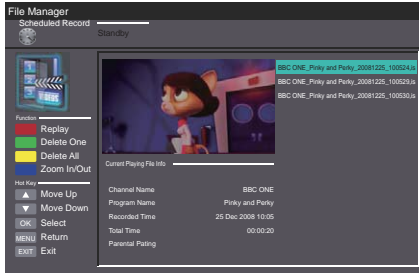 File Manager
Scheduled Record
Standby
BBC ONE_Pinky and Perky_20081225_100524,is
BBC ONE_Pinky and Perky_20081225_100529,is
BBC ONE_Pinky and Perky_20081225_100530,is
Function
Replay
Delete One
Delete All
Zoom In/Out
Hot Key
Move Up
Move Down
OK Select
MENU Return
EXIT Exit
Current Playing File Info
Channel Name BBC ONE
Program Name Pinky and Perky
Recorded Time 25 Dec 2008 10:05
Total Time 00:00:20
Parental Pating